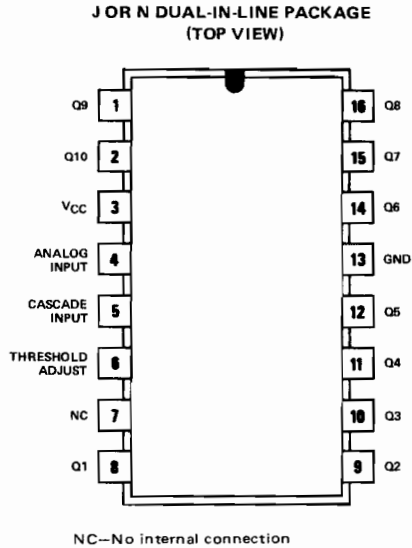 J OR N DUAL-IN-LINE PACKAGE
(TOP VIEW)
Q9 1 16 Q8
Q10 2 15 Q7
VCC 3 14 Q6
ANALOG
INPUT 4 13 GND
CASCADE
INPUT 5 12 Q5
THRESHOLD
ADJUST 6 11 Q4
NC 7 10 Q3
Q1 8 9 Q2
NC—No internal connection